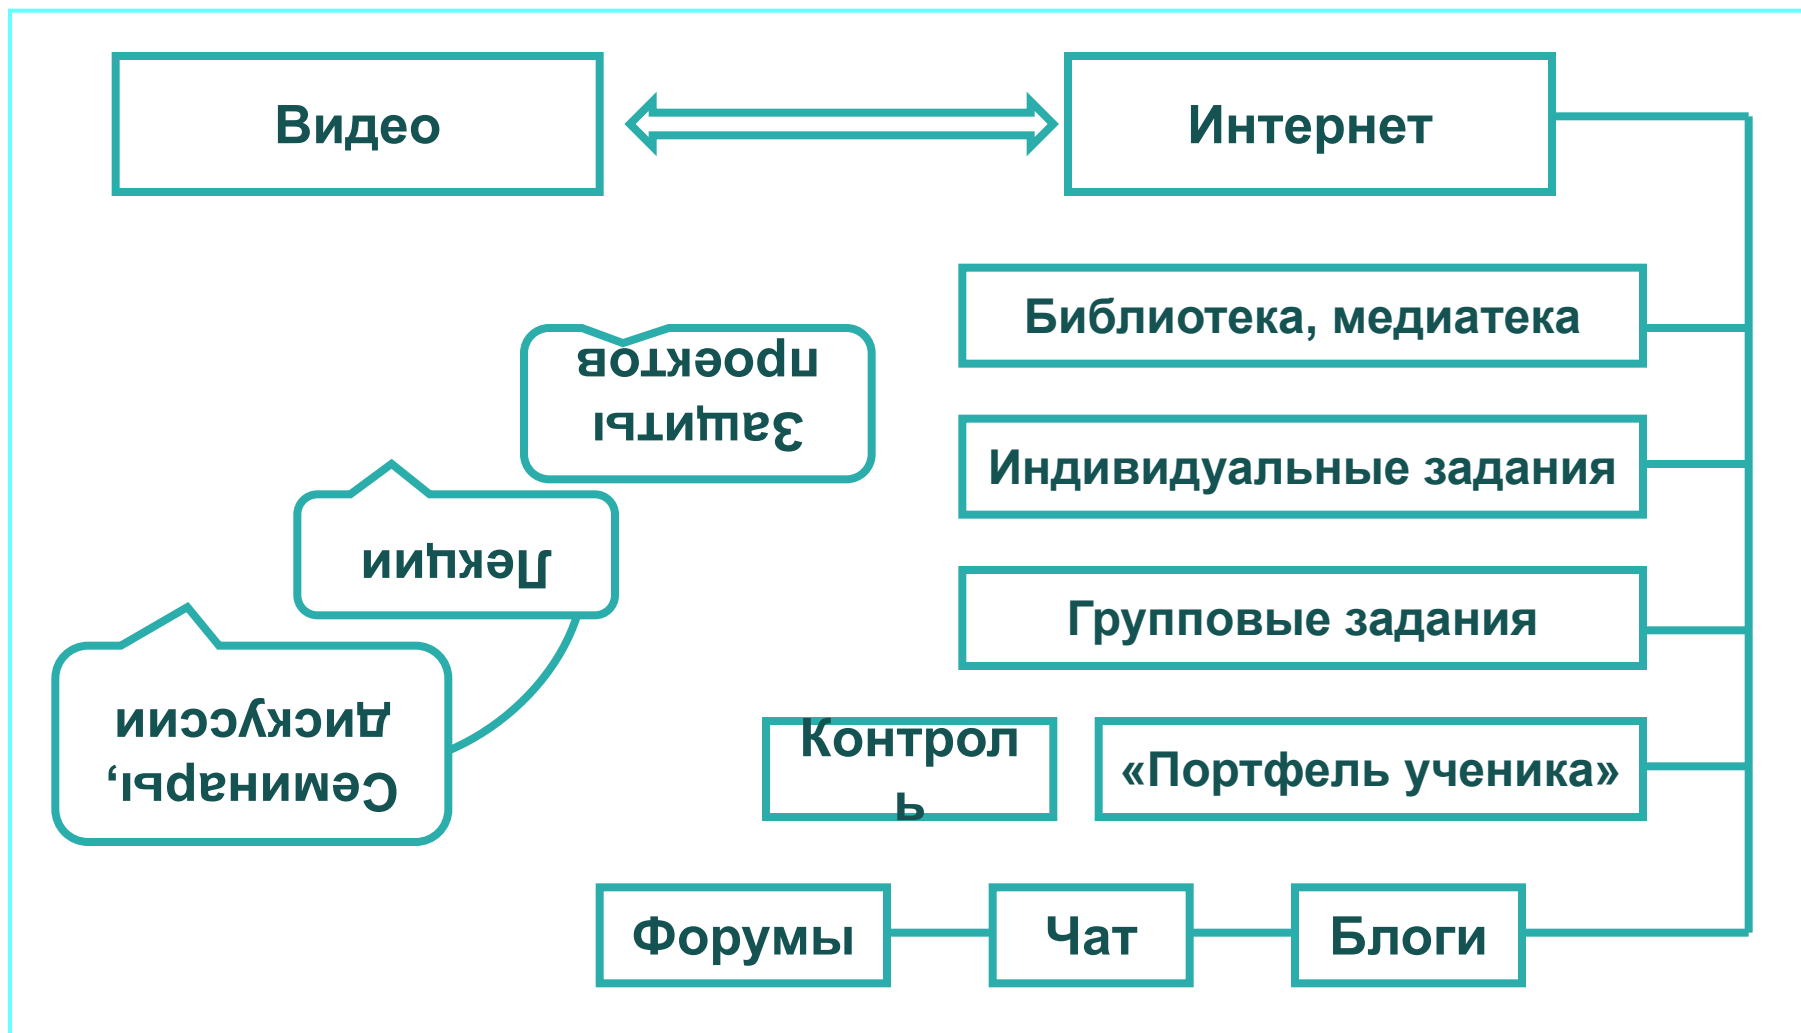 Видео
Интернет
Библиотека, медиатека
Защиты
проектов
Индивидуальные задания
Лекции
Групповые задания
Семинары,
дискуссии
Контрол
ь
«Портфель ученика»
Форумы
Чат
Блоги